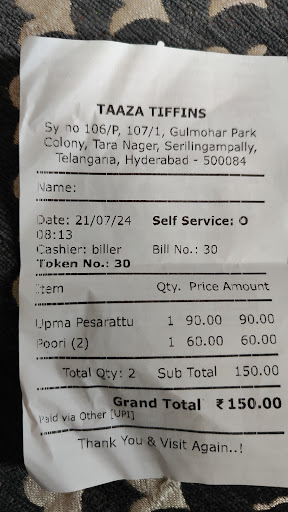 TAAZA TIFFINS
Sy no 106/P, 107/1, Gulmohar Park
Colony, Tara Nager, Serilingampally,
Telangana, Hyderabad - 500084
Name:
Date: 21/07/24 Self Service: O
08:13
Cashier: biller Bill No.: 30
Token No.: 30
Item Qty. Price Amount
Upma Pesarattu 1 90.00 90.00
Poori (2) 1 60.00 60.00
Total Qty: 2 Sub Total 150.00
Grand Total ₹150.00
Paid via Other [UPI]
Thank You & Visit Again..!